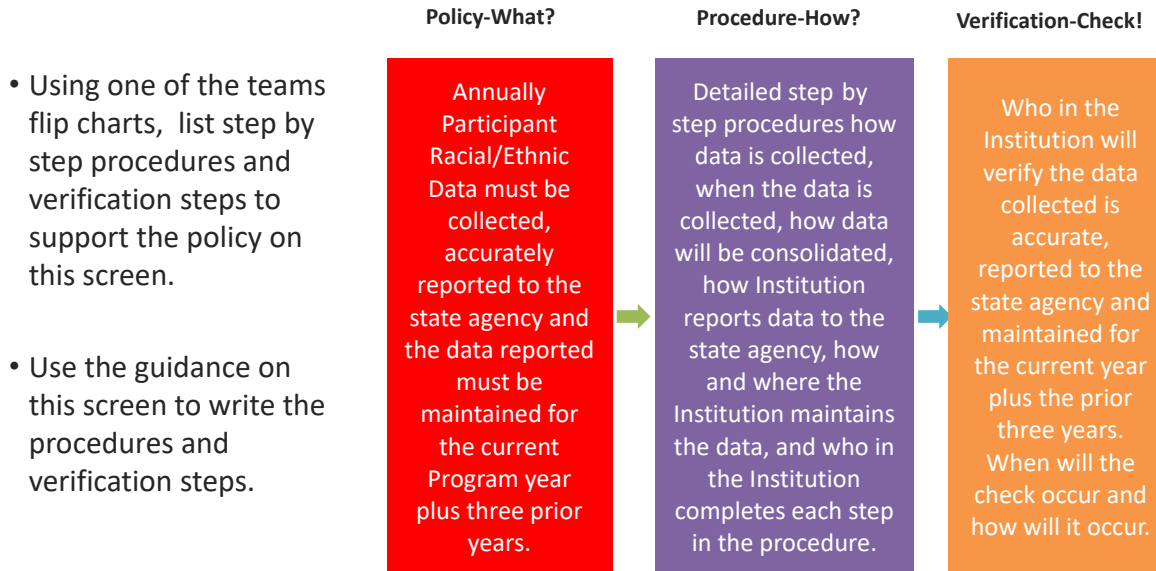 Policy-What?
Procedure-How?
Verification-Check!
• Using one of the teams
flip charts, list step by
step procedures and
verification steps to
support the policy on
this screen.
• Use the guidance on
this screen to write the
procedures and
verification steps.
Annually
Participant
Racial/Ethnic
Data must be
collected,
accurately
reported to the
state agency and
the data reported
must be
maintained for
the current
Program year
plus three prior
years.
Detailed step by
step procedures how
data is collected,
when the data is
collected, how data
will be consolidated,
how Institution
reports data to the
state agency, how
and where the
Institution maintains
the data, and who in
the Institution
completes each step
in the procedure.
Who in the
Institution will
verify the data
collected is
accurate,
reported to the
state agency and
maintained for
the current year
plus the prior
three years.
When will the
check occur and
how will it occur.